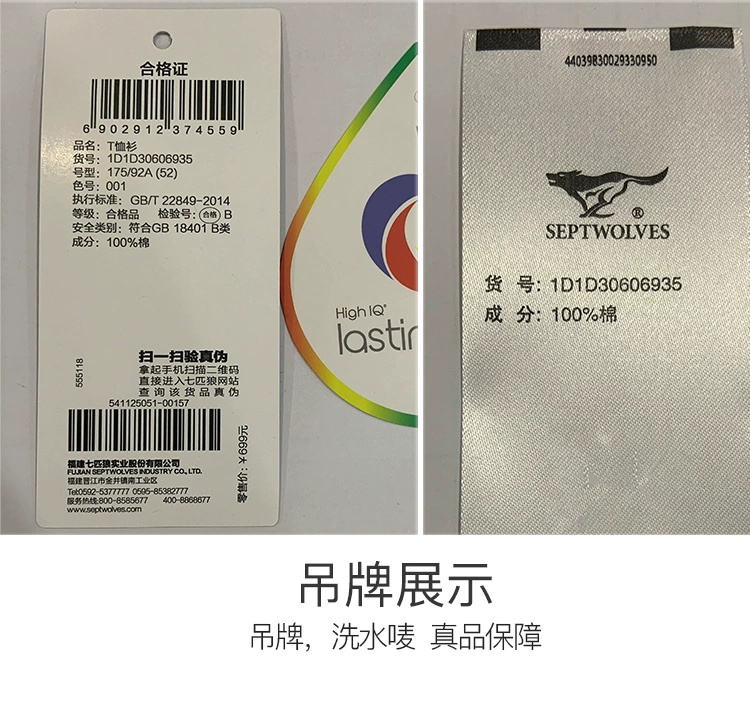 合格证
6 902912 374559
品名：T恤衫
货号：1D1D30606935
号型：175/92A (52)
色号：001
执行标准：GB/T 22849-2014
等级：合格品 检验号：合格 B
安全类别：符合GB 18401 B类
成分：100%棉
555118
扫一扫验真伪
拿起手机扫描二维码
直接进入七匹狼网站
查询该货品真伪
541125051-00157
零售价：￥699元
福建七匹狼实业股份有限公司
FUJIAN SEPTWOLVES INDUSTRY CO., LTD.
福建晋江市金井镇南工业区
Tel:0592-5377777 0595-85382777
服务热线:800-8585677 400-8868677
www.septwolves.com
High IQ®
lastin
44039830029330950
®
SEPTWOLVES
货 号：1D1D30606935
成 分：100%棉
吊牌展示
吊牌，洗水唛 真品保障